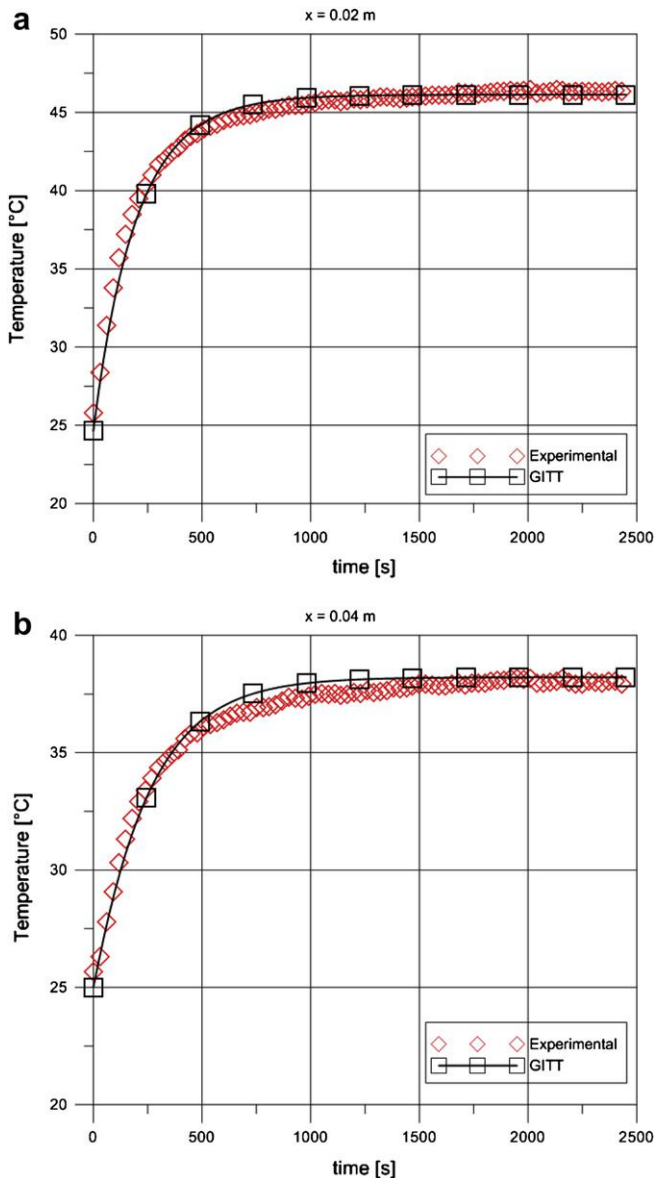 a
x = 0.02 m
50
45
40
35
30
25
20
Temperature [°C]
Experimental
GITT
0 500 1000 1500 2000 2500
time [s]
b
x = 0.04 m
40
35
30
25
20
Temperature [°C]
Experimental
GITT
0 500 1000 1500 2000 2500
time [s]